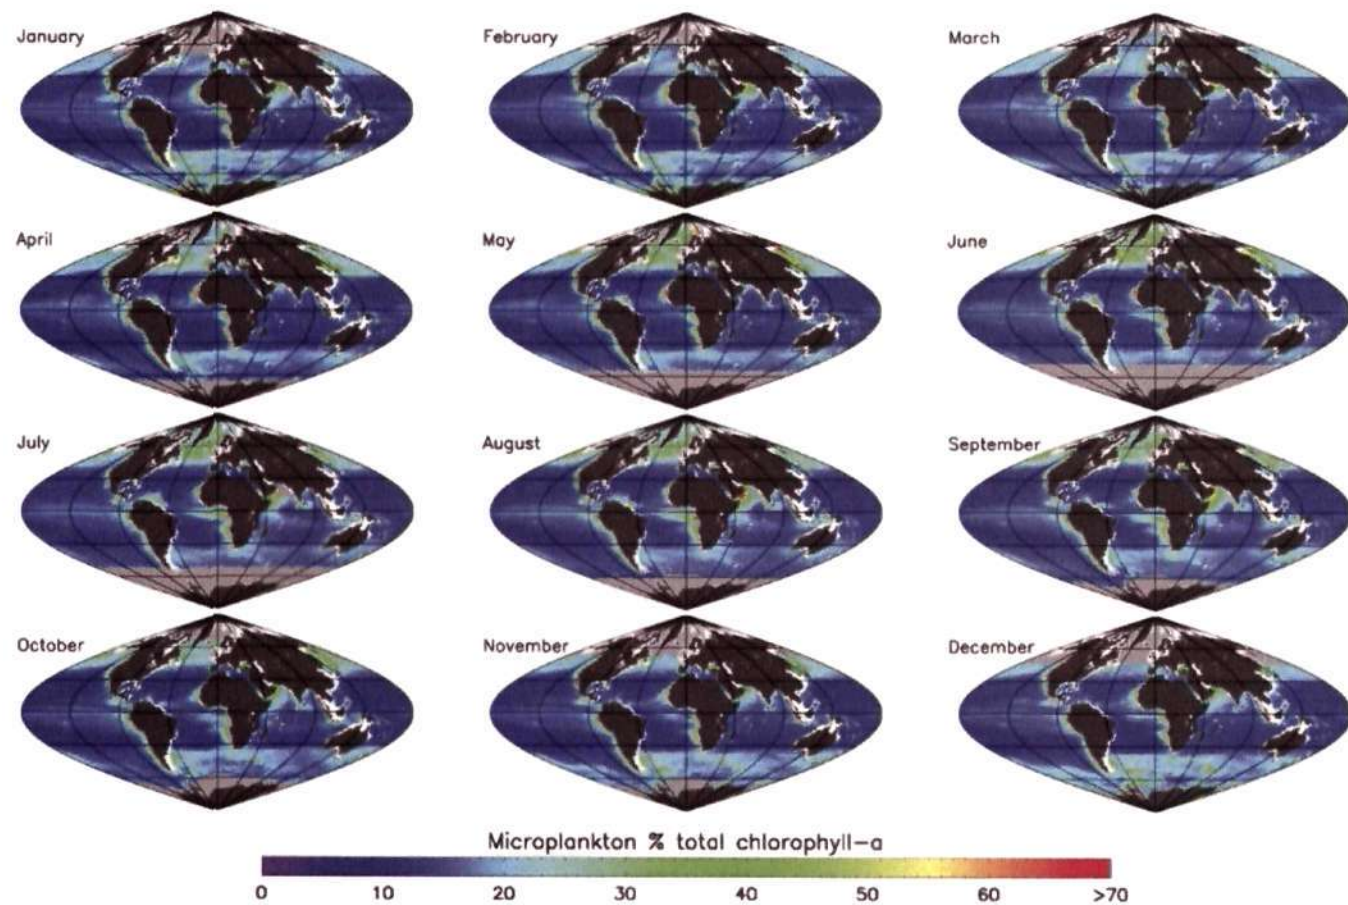 January
February
March
April
May
June
July
August
September
October
November
December
Microplankton % total chlorophyll-a
0 10 20 30 40 50 60 >70